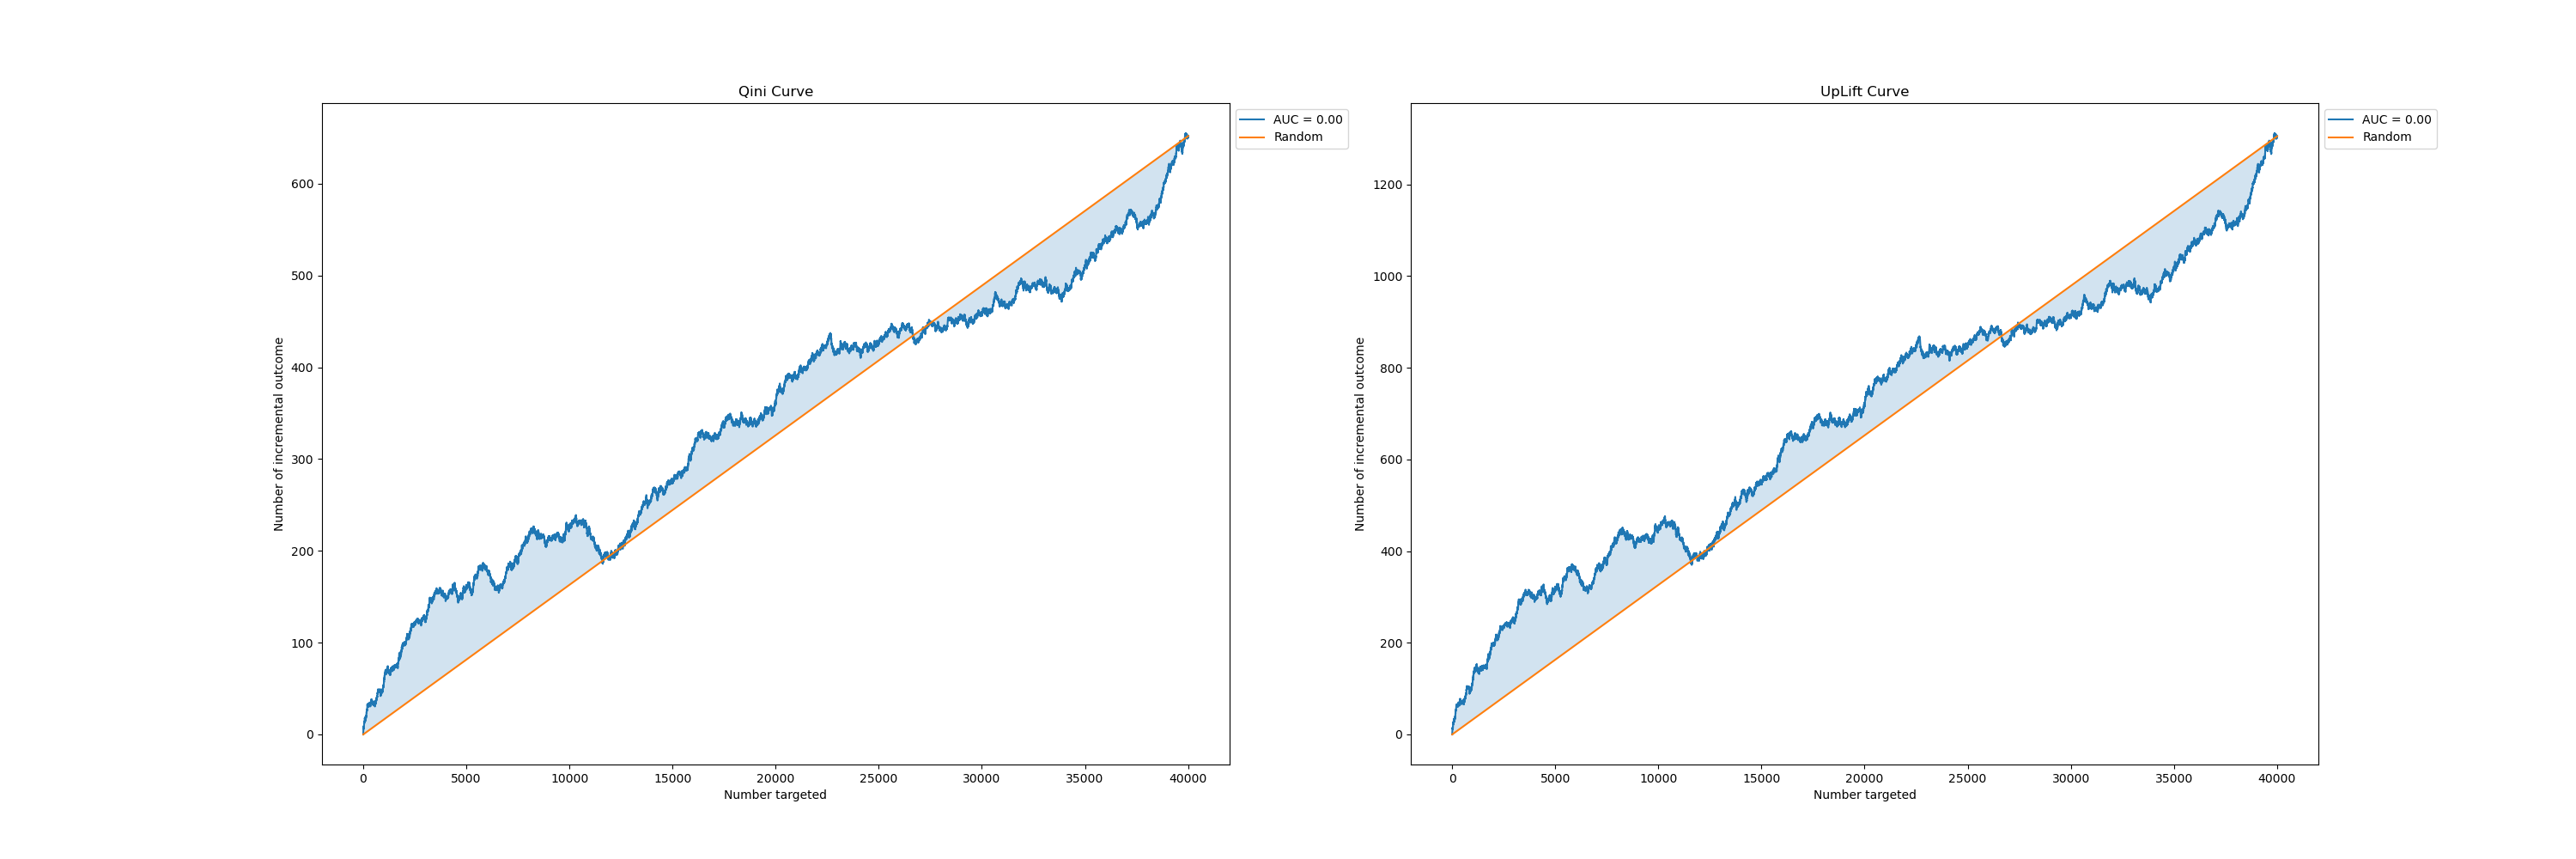 Qini Curve
AUC = 0.00
Random
Number of incremental outcome
600
500
400
300
200
100
0
0 5000 10000 15000 20000 25000 30000 35000 40000
Number targeted
UpLift Curve
AUC = 0.00
Random
Number of incremental outcome
1200
1000
800
600
400
200
0
0 5000 10000 15000 20000 25000 30000 35000 40000
Number targeted